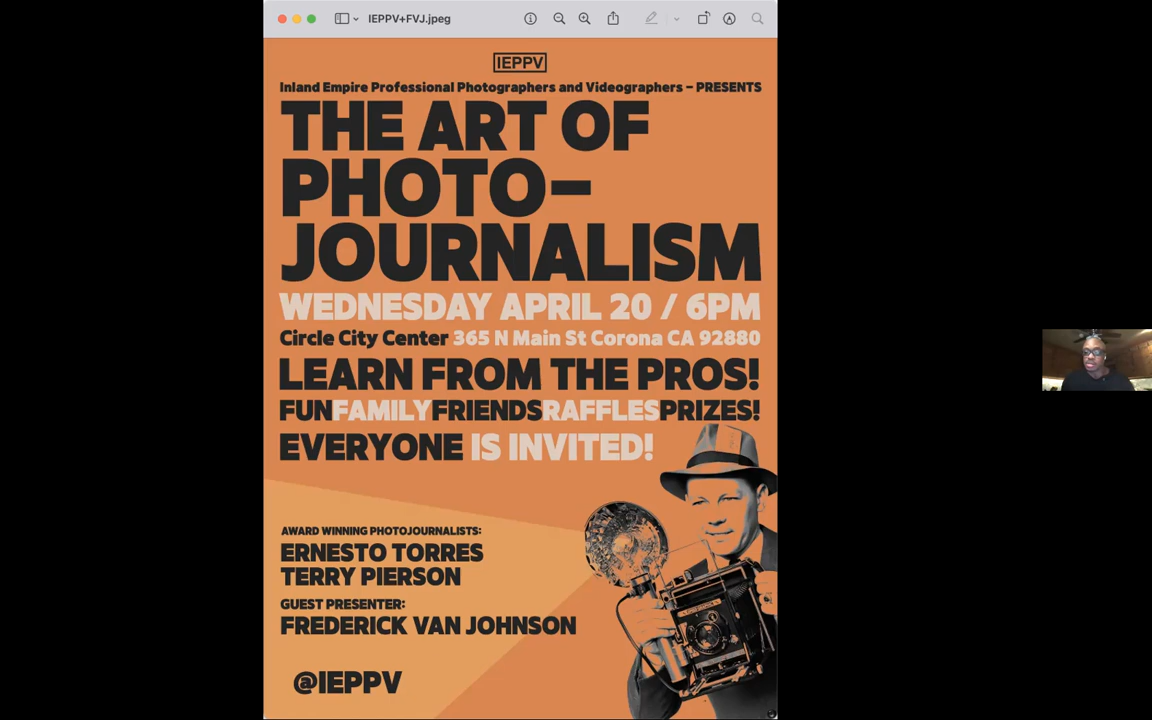 IEPPV+FVJ.jpeg
IEPPV
Inland Empire Professional Photographers and Videographers – PRESENTS
THE ART OF
PHOTO–
JOURNALISM
WEDNESDAY APRIL 20 / 6PM
Circle City Center 365 N Main St Corona CA 92880
LEARN FROM THE PROS!
FUNFAMILYFRIENDSRAFFLESPRIZES!
EVERYONE IS INVITED!
AWARD WINNING PHOTOJOURNALISTS:
ERNESTO TORRES
TERRY PIERSON
GUEST PRESENTER:
FREDERICK VAN JOHNSON
@IEPPV